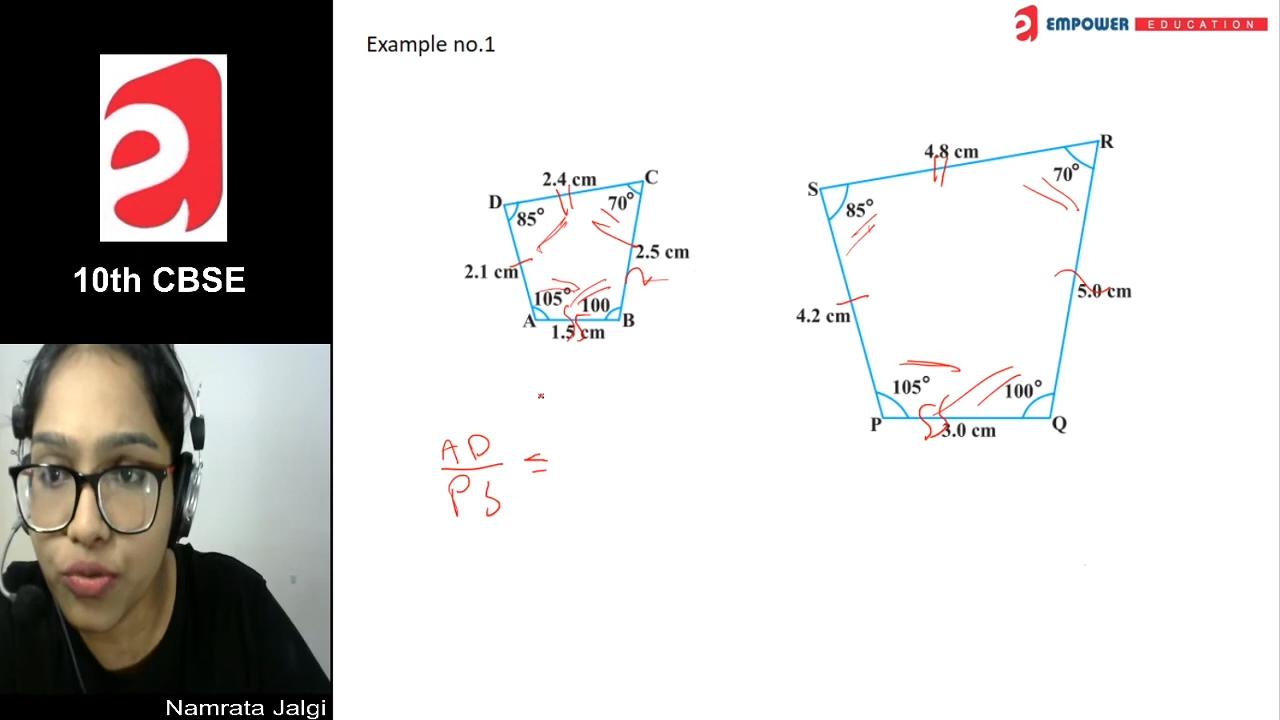 Example no.1
EMPOWER EDUCATION
10th CBSE
D
2.4 cm
C
85°
70°
2.1 cm
2.5 cm
105°
100
A
1.5 cm
B
S
4.8 cm
R
85°
70°
4.2 cm
5.0 cm
105°
100°
P
3.0 cm
Q
AD
PS
=
Namrata Jalgi